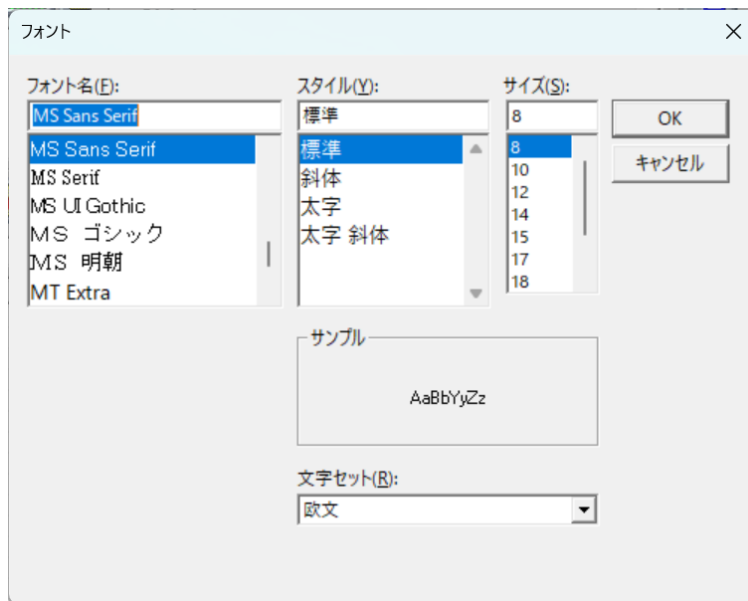 フォント
フォント名(F):
MS Sans Serif
MS Sans Serif
MS Serif
MS UI Gothic
ＭＳ ゴシック
ＭＳ 明朝
MT Extra
スタイル(Y):
標準
標準
斜体
太字
太字 斜体
サイズ(S):
8
8
10
12
14
15
17
18
OK
キャンセル
サンプル
AaBbYyZz
文字セット(R):
欧文